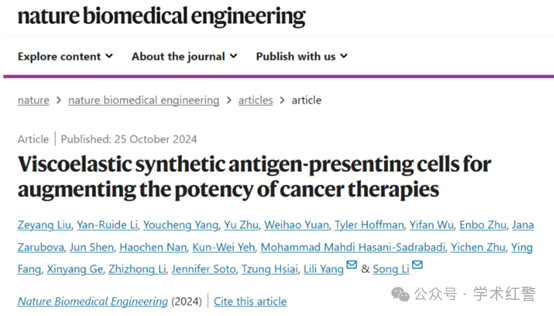 nature biomedical engineering
Explore content About the journal Publish with us
nature > nature biomedical engineering > articles > article
Article | Published: 25 October 2024
Viscoelastic synthetic antigen-presenting cells for
augmenting the potency of cancer therapies
Zeyang Liu, Yan-Ruide Li, Youcheng Yang, Yu Zhu, Weihao Yuan, Tyler Hoffman, Yifan Wu, Enbo Zhu, Jana
Zarubova, Jun Shen, Haochen Nan, Kun-Wei Yeh, Mohammad Mahdi Hasani-Sadrabadi, Yichen Zhu, Ying
Fang, Xinyang Ge, Zhizhong Li, Jennifer Soto, Tzung Hsiai, Lili Yang & Song Li
Nature Biomedical Engineering (2024) | Cite this article
公众号 · 学术红警